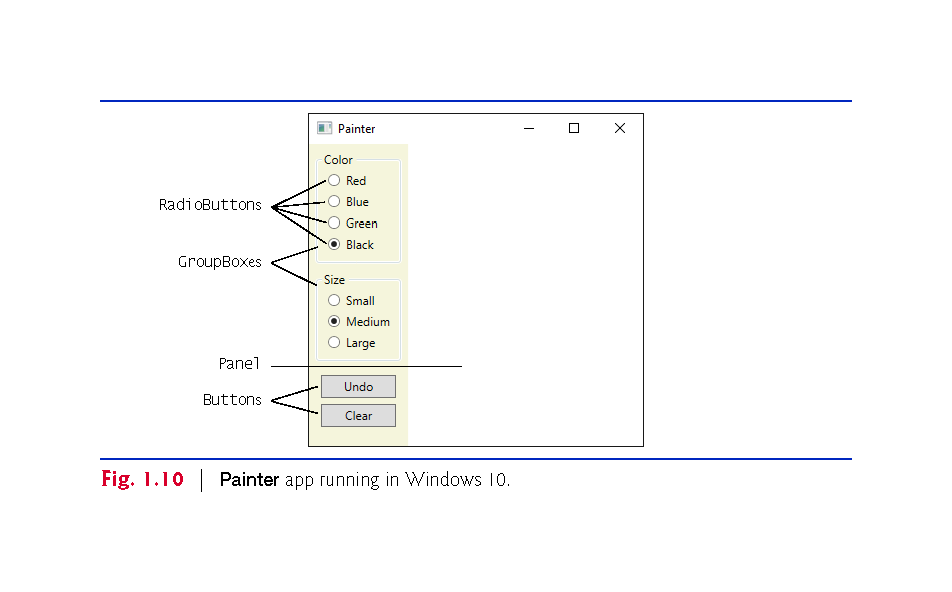 Painter
Color
Red
RadioButtons
Blue
Green
Black
GroupBoxes
Size
Small
Medium
Large
Panel
Undo
Buttons
Clear
Fig. 1.10 | Painter app running in Windows 10.